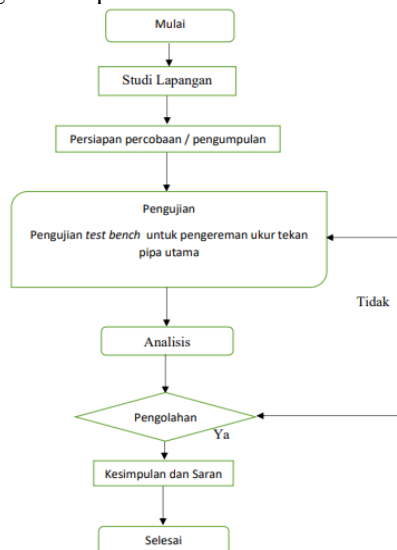 Mulai
Studi Lapangan
Persiapan percobaan / pengumpulan
Pengujian
Pengujian test bench untuk pengereman ukur tekan
pipa utama
Tidak
Analisis
Pengolahan
Ya
Kesimpulan dan Saran
Selesai